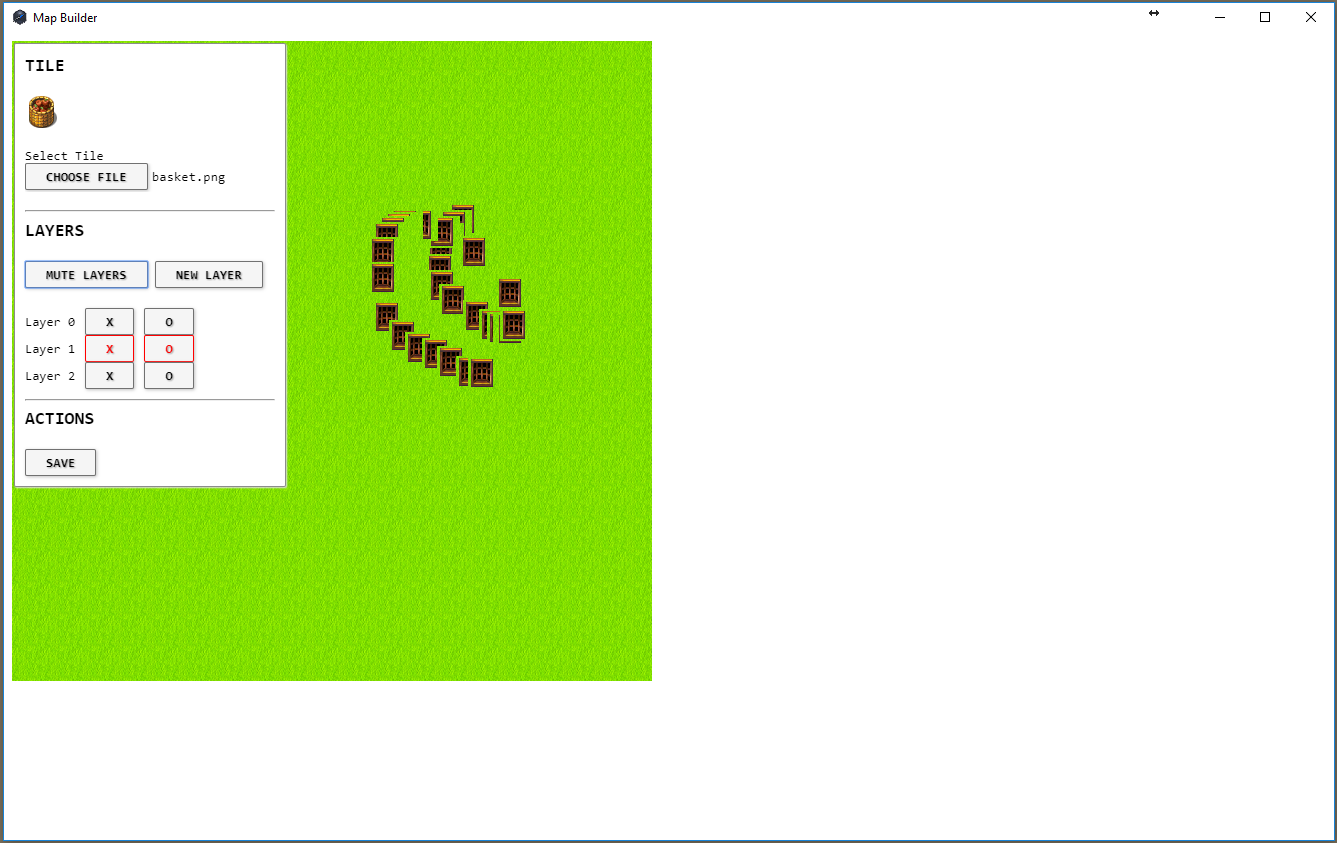 Map Builder
TILE
Select Tile
CHOOSE FILE basket.png
LAYERS
MUTE LAYERS NEW LAYER
Layer 0 X O
Layer 1 X O
Layer 2 X O
ACTIONS
SAVE